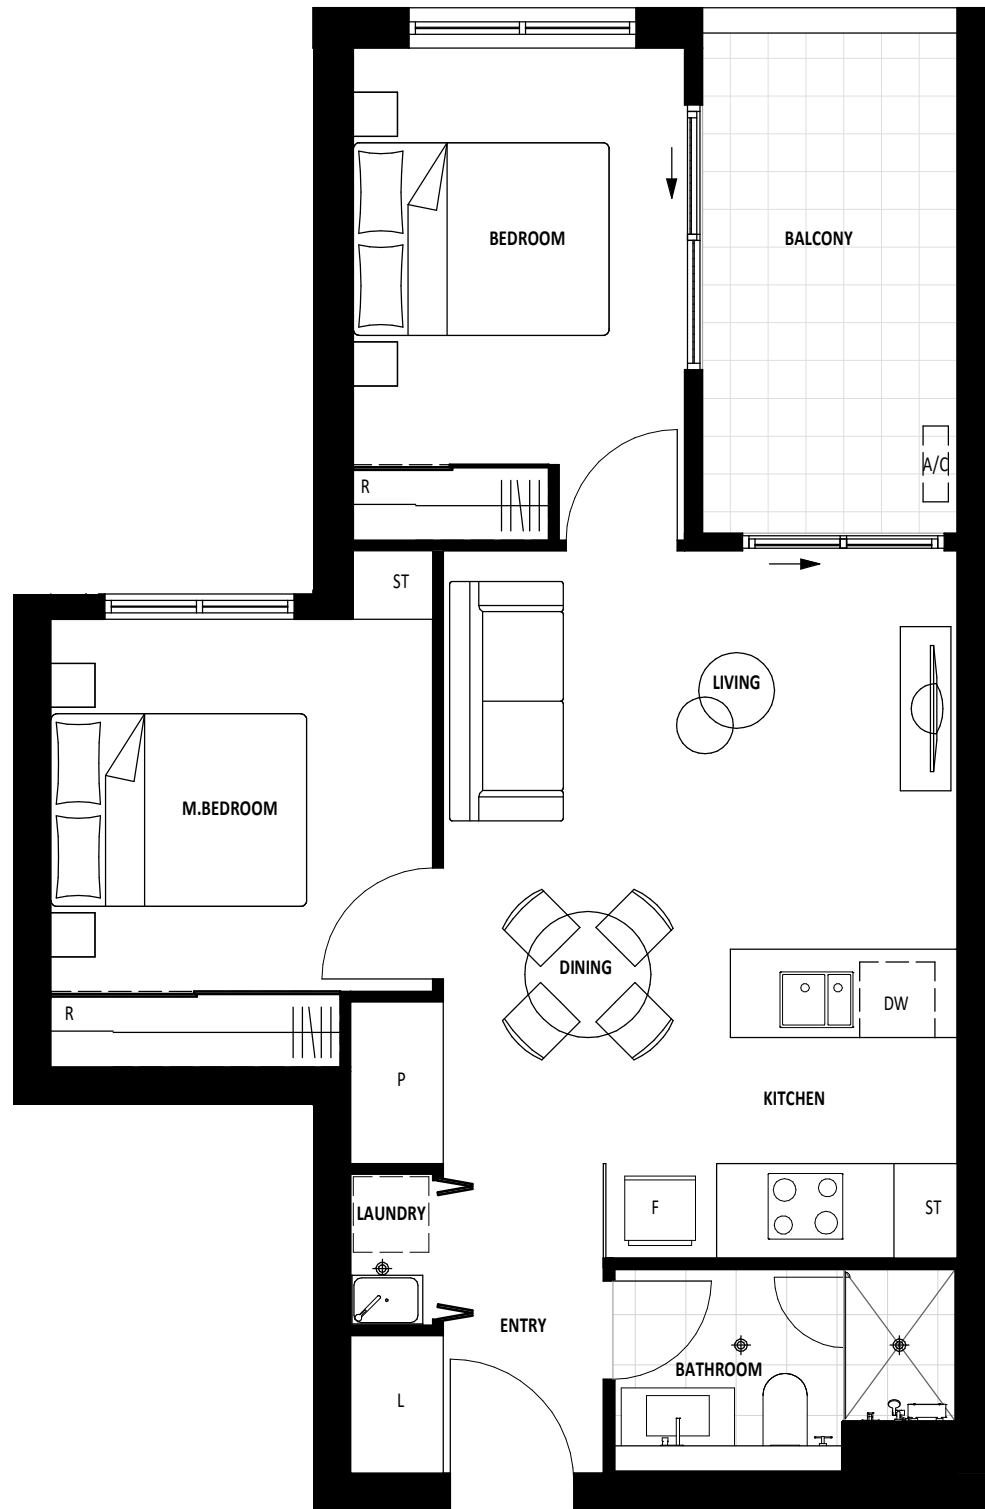 BEDROOM
BALCONY
A/C
R
ST
LIVING
M.BEDROOM
DINING
DW
R
P
KITCHEN
F
ST
LAUNDRY
ENTRY
BATHROOM
L